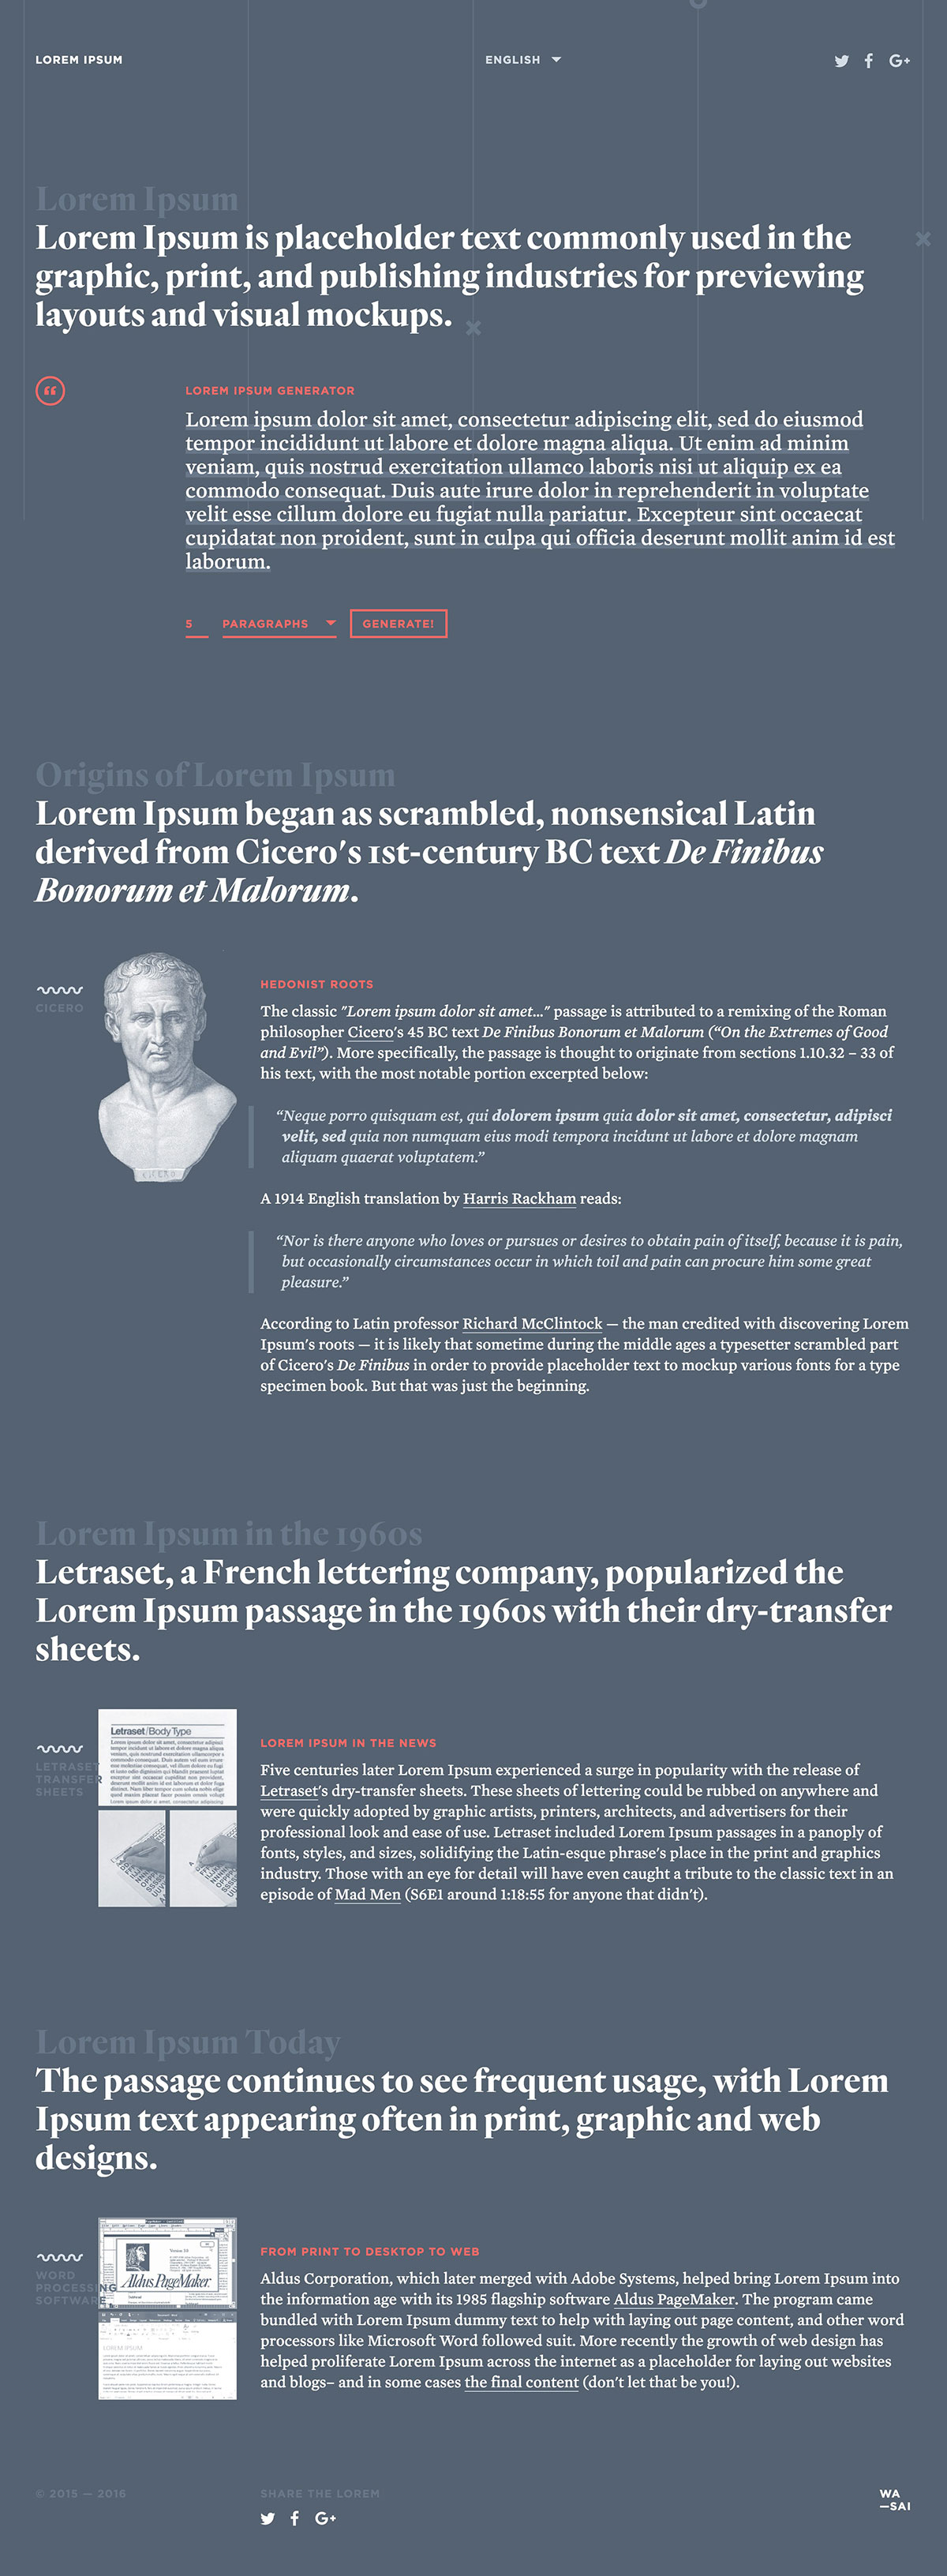 LOREM IPSUM
ENGLISH
Lorem Ipsum
Lorem Ipsum is placeholder text commonly used in the
graphic, print, and publishing industries for previewing
layouts and visual mockups.
LOREM IPSUM GENERATOR
Lorem ipsum dolor sit amet, consectetur adipiscing elit, sed do eiusmod
tempor incididunt ut labore et dolore magna aliqua. Ut enim ad minim
veniam, quis nostrud exercitation ullamco laboris nisi ut aliquip ex ea
commodo consequat. Duis aute irure dolor in reprehenderit in voluptate
velit esse cillum dolore eu fugiat nulla pariatur. Excepteur sint occaecat
cupidatat non proident, sunt in culpa qui officia deserunt mollit anim id est
laborum.
5 PARAGRAPHS GENERATE!
Origins of Lorem Ipsum
Lorem Ipsum began as scrambled, nonsensical Latin
derived from Cicero's 1st-century BC text De Finibus
Bonorum et Malorum.
CICERO
CICERO
HEDONIST ROOTS
The classic "Lorem ipsum dolor sit amet..." passage is attributed to a remixing of the Roman
philosopher Cicero's 45 BC text De Finibus Bonorum et Malorum (“On the Extremes of Good
and Evil”). More specifically, the passage is thought to originate from sections 1.10.32 – 33 of
his text, with the most notable portion excerpted below:
“Neque porro quisquam est, qui dolorem ipsum quia dolor sit amet, consectetur, adipisci
velit, sed quia non numquam eius modi tempora incidunt ut labore et dolore magnam
aliquam quaerat voluptatem.”
A 1914 English translation by Harris Rackham reads:
“Nor is there anyone who loves or pursues or desires to obtain pain of itself, because it is pain,
but occasionally circumstances occur in which toil and pain can procure him some great
pleasure.”
According to Latin professor Richard McClintock — the man credited with discovering Lorem
Ipsum's roots — it is likely that sometime during the middle ages a typesetter scrambled part
of Cicero's De Finibus in order to provide placeholder text to mockup various fonts for a type
specimen book. But that was just the beginning.
Lorem Ipsum in the 1960s
Letraset, a French lettering company, popularized the
Lorem Ipsum passage in the 1960s with their dry-transfer
sheets.
LETRASET
TRANSFER
SHEETS
Letraset/Body Type
LOREM IPSUM IN THE NEWS
Five centuries later Lorem Ipsum experienced a surge in popularity with the release of
Letraset's dry-transfer sheets. These sheets of lettering could be rubbed on anywhere and
were quickly adopted by graphic artists, printers, architects, and advertisers for their
professional look and ease of use. Letraset included Lorem Ipsum passages in a panoply of
fonts, styles, and sizes, solidifying the Latin-esque phrase's place in the print and graphics
industry. Those with an eye for detail will have even caught a tribute to the classic text in an
episode of Mad Men (S6E1 around 1:18:55 for anyone that didn't).
Lorem Ipsum Today
The passage continues to see frequent usage, with Lorem
Ipsum text appearing often in print, graphic and web
designs.
WORD
PROCESSING
SOFTWARE
Aldus PageMaker
LOREM IPSUM
FROM PRINT TO DESKTOP TO WEB
Aldus Corporation, which later merged with Adobe Systems, helped bring Lorem Ipsum into
the information age with its 1985 flagship software Aldus PageMaker. The program came
bundled with Lorem Ipsum dummy text to help with laying out page content, and other word
processors like Microsoft Word followed suit. More recently the growth of web design has
helped proliferate Lorem Ipsum across the internet as a placeholder for laying out websites
and blogs– and in some cases the final content (don't let that be you!).
© 2015 — 2016
SHARE THE LOREM
WA
—SAI